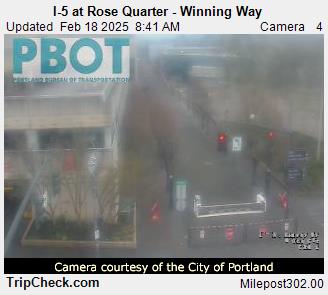 I-5 at Rose Quarter - Winning Way
Updated Feb 18 2025 8:41 AM Camera 4
PBOT
PORTLAND BUREAU OF TRANSPORTATION
Camera courtesy of the City of Portland
TripCheck.com Milepost302.00